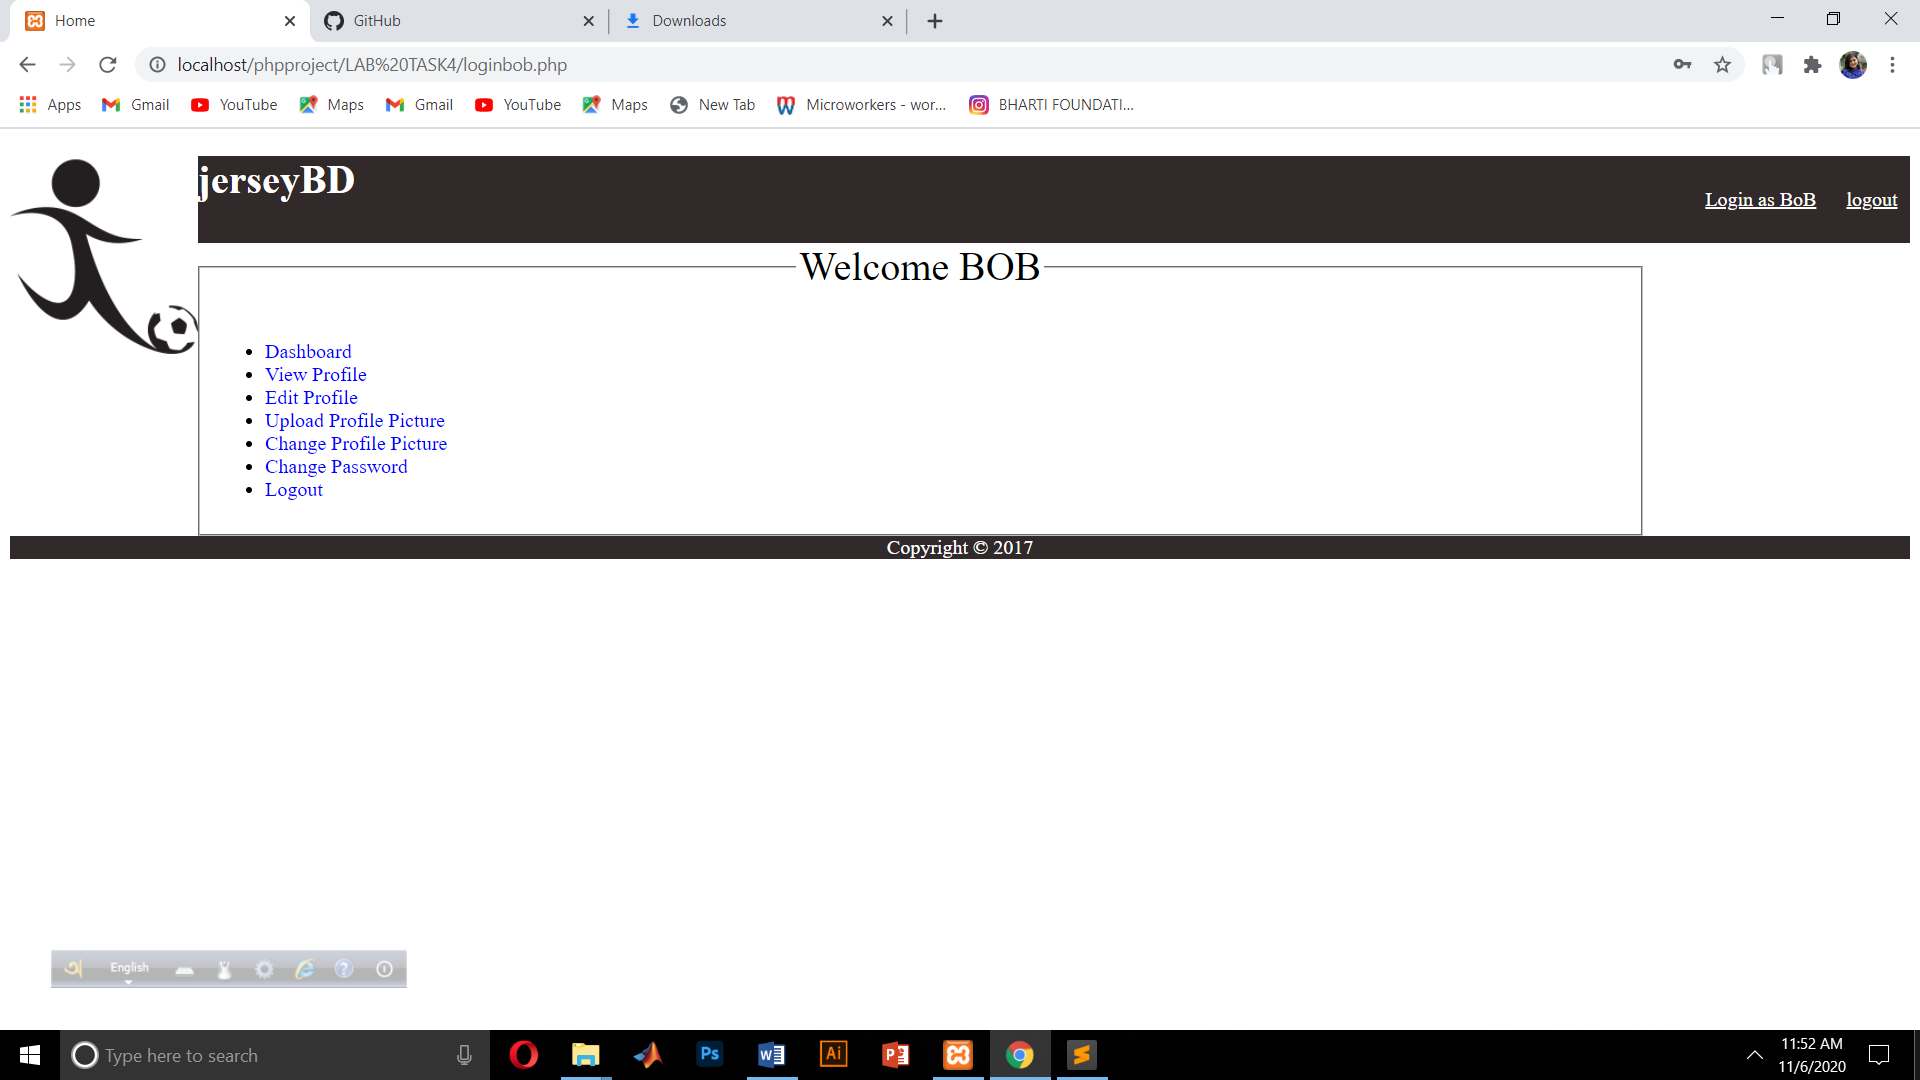 Home
GitHub
Downloads
localhost/phpproject/LAB%20TASK4/loginbob.php
Apps
Gmail
YouTube
Maps
Gmail
YouTube
Maps
New Tab
Microworkers - wor...
BHARTI FOUNDATI...
jerseyBD
Login as BoB
logout
Welcome BOB
Dashboard
View Profile
Edit Profile
Upload Profile Picture
Change Profile Picture
Change Password
Logout
Copyright © 2017
অ
English
Type here to search
Ps
W
Ai
P
11:52 AM
11/6/2020